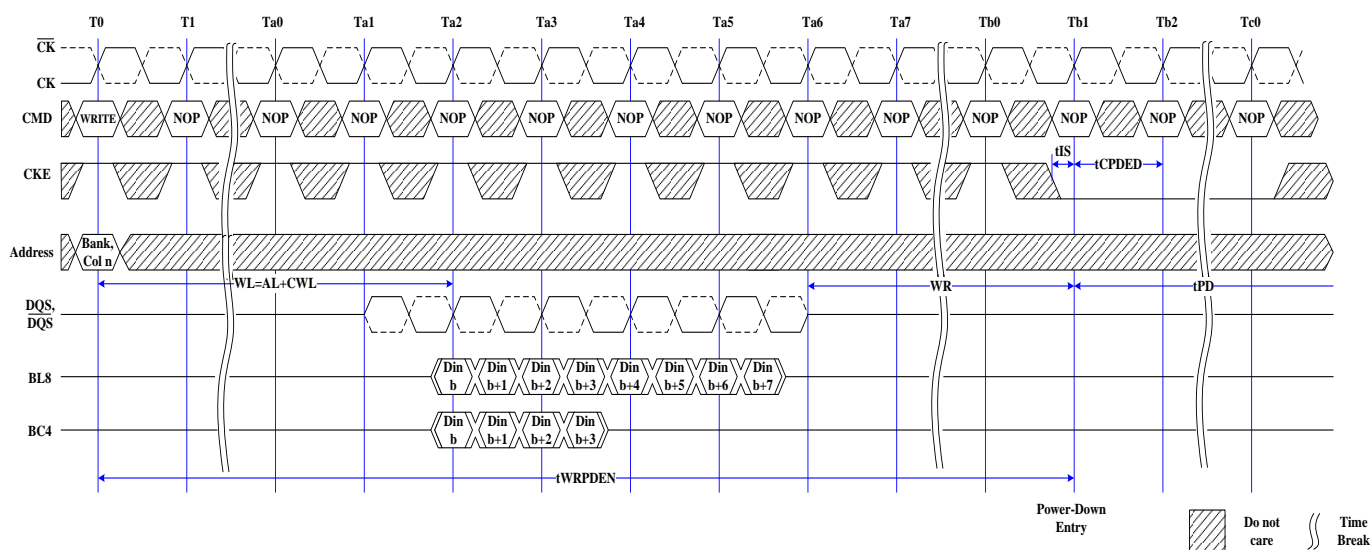 T0 T1 Ta0 Ta1 Ta2 Ta3 Ta4 Ta5 Ta6 Ta7 Tb0 Tb1 Tb2 Tc0
CK
CK
CMD WRITE NOP NOP NOP NOP NOP NOP NOP NOP NOP NOP NOP NOP NOP
tIS tCPDED
CKE
Address Bank,
Col n
WL=AL+CWL WR tPD
DQS,
DQS
BL8 Din Din Din Din Din Din Din Din
b b+1 b+2 b+3 b+4 b+5 b+6 b+7
BC4 Din Din Din Din
b b+1 b+2 b+3
tWRPDEN
Power-Down
Entry
Do not
care
Time
Break